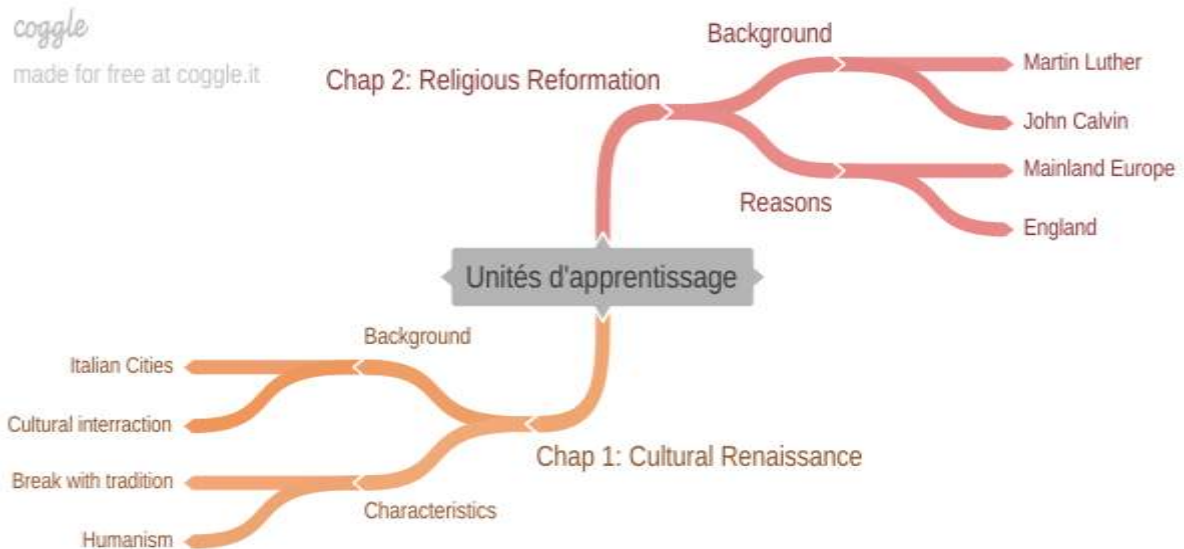 coggle
made for free at coggle.it
Chap 2: Religious Reformation
Background
Martin Luther
John Calvin
Reasons
Mainland Europe
England
Unités d'apprentissage
Chap 1: Cultural Renaissance
Background
Italian Cities
Cultural interraction
Characteristics
Break with tradition
Humanism